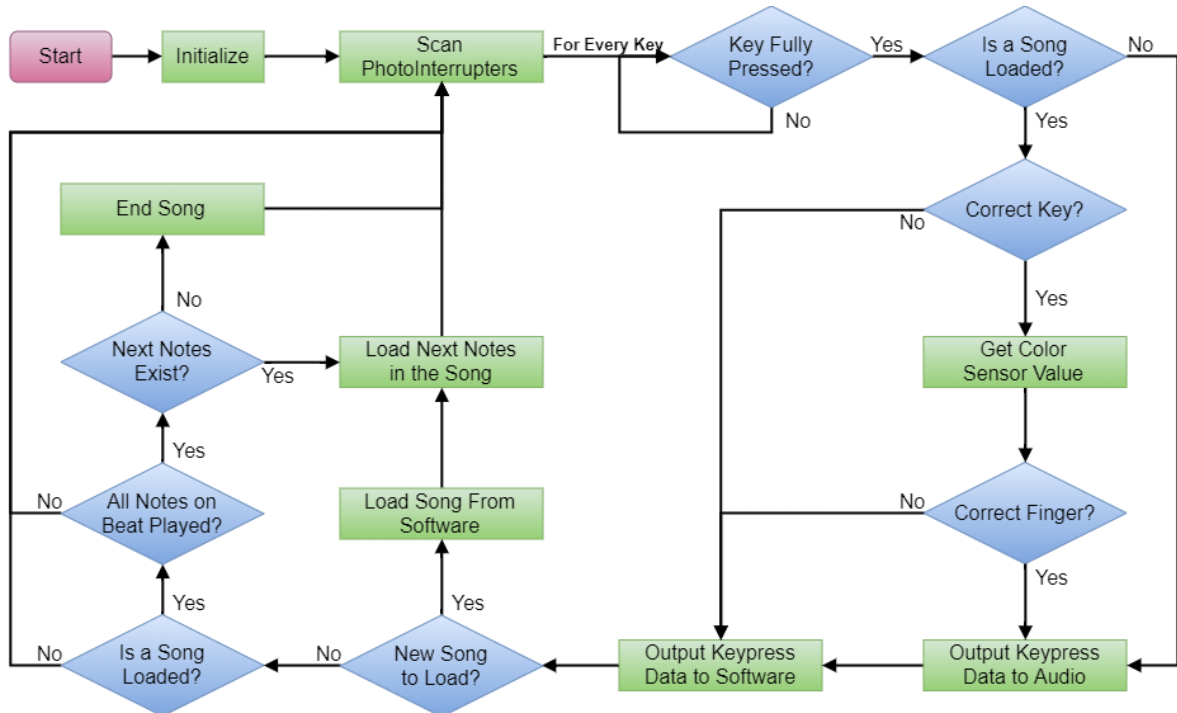 Start
Initialize
Scan
PhotoInterrupters
For Every Key
Key Fully
Pressed?
Yes
Is a Song
Loaded?
No
No
Yes
End Song
Correct Key?
No
No
Yes
Next Notes
Exist?
Yes
Load Next Notes
in the Song
Get Color
Sensor Value
Yes
No
All Notes on
Beat Played?
Load Song From
Software
No
Correct Finger?
Yes
Yes
Yes
No
Is a Song
Loaded?
No
New Song
to Load?
Output Keypress
Data to Software
Output Keypress
Data to Audio